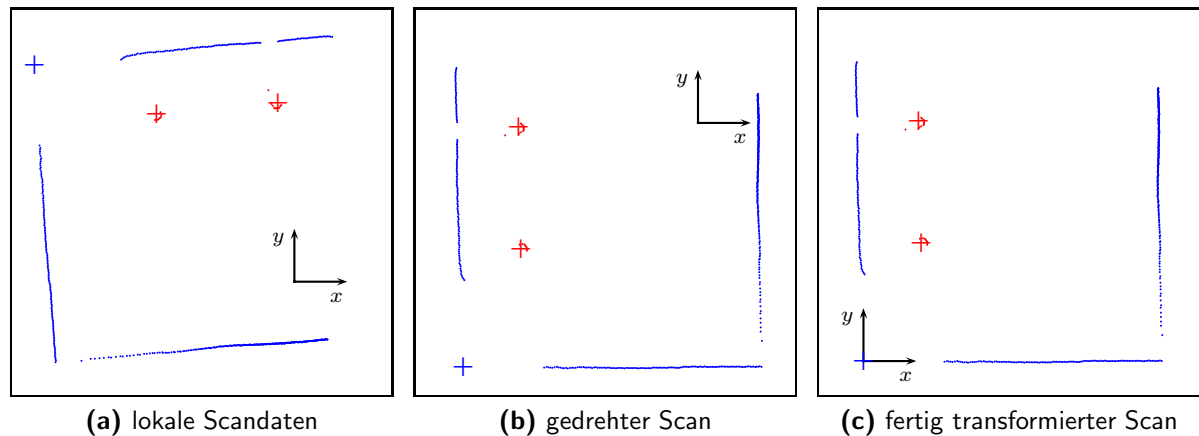 y
x
y
x
y
x
(a) lokale Scandaten
(b) gedrehter Scan
(c) fertig transformierter Scan